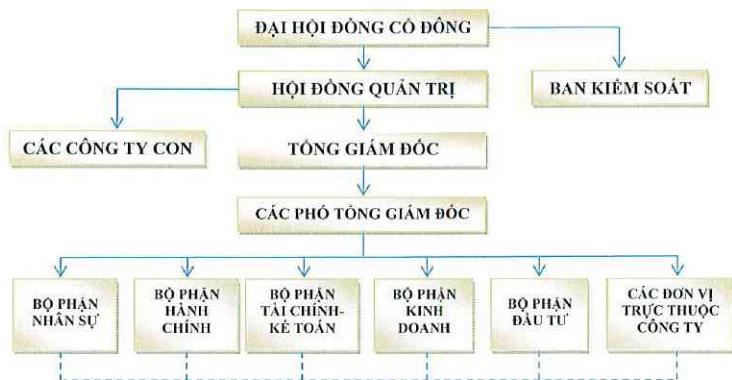 ĐẠI HỘI ĐỒNG CỔ ĐÔNG
HỘI ĐỒNG QUẢN TRỊ
BAN KIỂM SOÁT
CÁC CÔNG TY CON
TỔNG GIÁM ĐỐC
CÁC PHÓ TỔNG GIÁM ĐỐC
BỘ PHẬN
NHÂN SỰ
BỘ PHẬN
HÀNH
CHÍNH
BỘ PHẬN
TÀI CHÍNH-
KẾ TOÁN
BỘ PHẬN
KINH
DOANH
BỘ PHẬN
ĐẦU TƯ
CÁC ĐƠN VỊ
TRỰC THUỘC
CÔNG TY